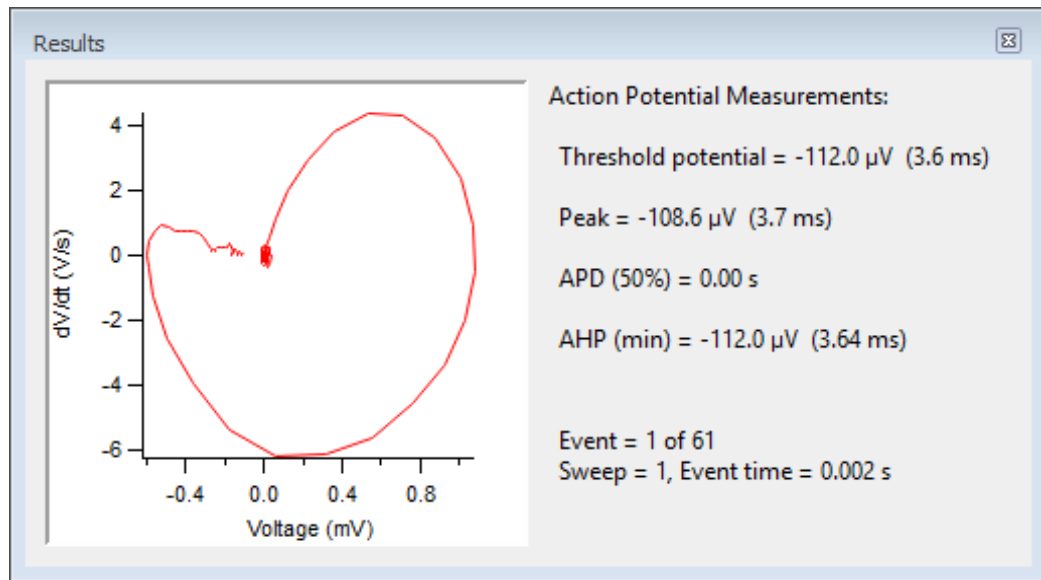 Results
4
2
0
-2
-4
-6
dV/dt (V/s)
-0.4 0.0 0.4 0.8
Voltage (mV)
Action Potential Measurements:
Threshold potential = -112.0 µV (3.6 ms)
Peak = -108.6 µV (3.7 ms)
APD (50%) = 0.00 s
AHP (min) = -112.0 µV (3.64 ms)
Event = 1 of 61
Sweep = 1, Event time = 0.002 s